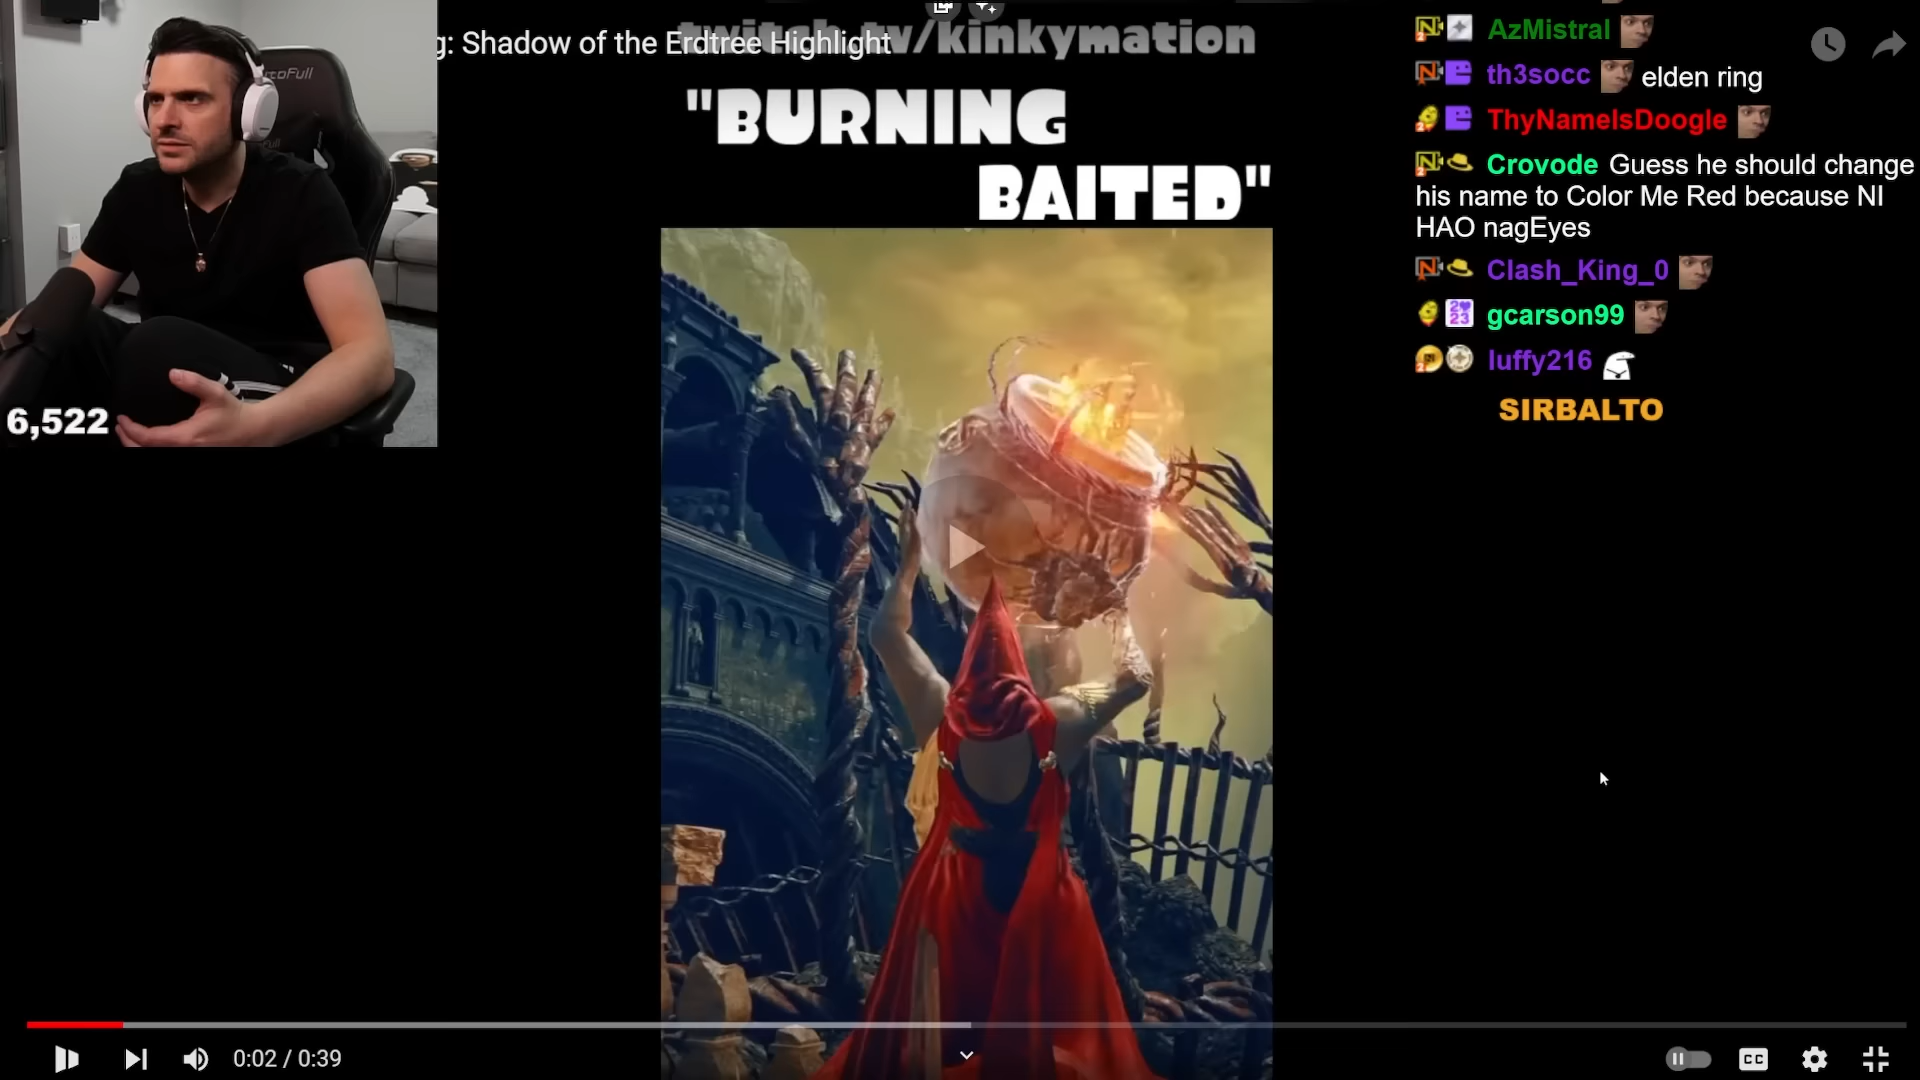 g: Shadow of the Erdtree Highlight
twitch.tv/kinkymation
"BURNING
BAITED"
AutoFull
6,522
AzMistral
th3socc elden ring
ThyNameIsDoogle
Crovode Guess he should change
his name to Color Me Red because NI
HAO nagEyes
Clash_King_0
gcarson99
luffy216
SIRBALTO
0:02 / 0:39
CC